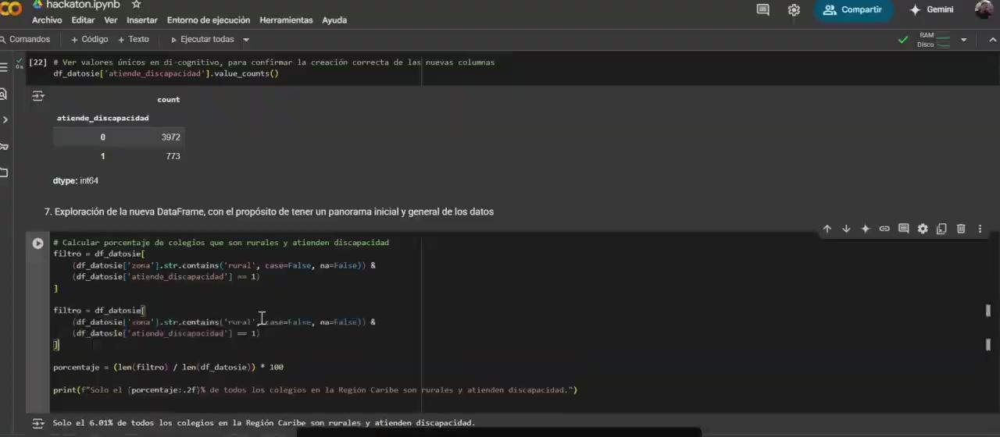 hackaton.ipynb
Archivo Editar Ver Insertar Entorno de ejecución Herramientas Ayuda
Compartir
Gemini
Comandos + Código + Texto Ejecutar todas
RAM
Disco
[22] # Ver valores únicos en di-cognitivo, para confirmar la creación correcta de las nuevas columnas
0s
df_datosie['atiende_discapacidad'].value_counts()
count
atiende_discapacidad
0 3972
1 773
dtype: int64
7. Exploración de la nueva DataFrame, con el propósito de tener un panorama inicial y general de los datos
# Calcular porcentaje de colegios que son rurales y atienden discapacidad
filtro = df_datosie[
(df_datosie['zona'].str.contains('rural', case=False, na=False)) &
(df_datosie['atiende_discapacidad'] == 1)
]
filtro = df_datosie[
(df_datosie['zona'].str.contains('rural', case=False, na=False)) &
(df_datosie['atiende_discapacidad'] == 1)
]
porcentaje = (len(filtro) / len(df_datosie)) * 100
print(f"Solo el {porcentaje:.2f}% de todos los colegios en la Región Caribe son rurales y atienden discapacidad.")
Solo el 6.01% de todos los colegios en la Región Caribe son rurales y atienden discapacidad.